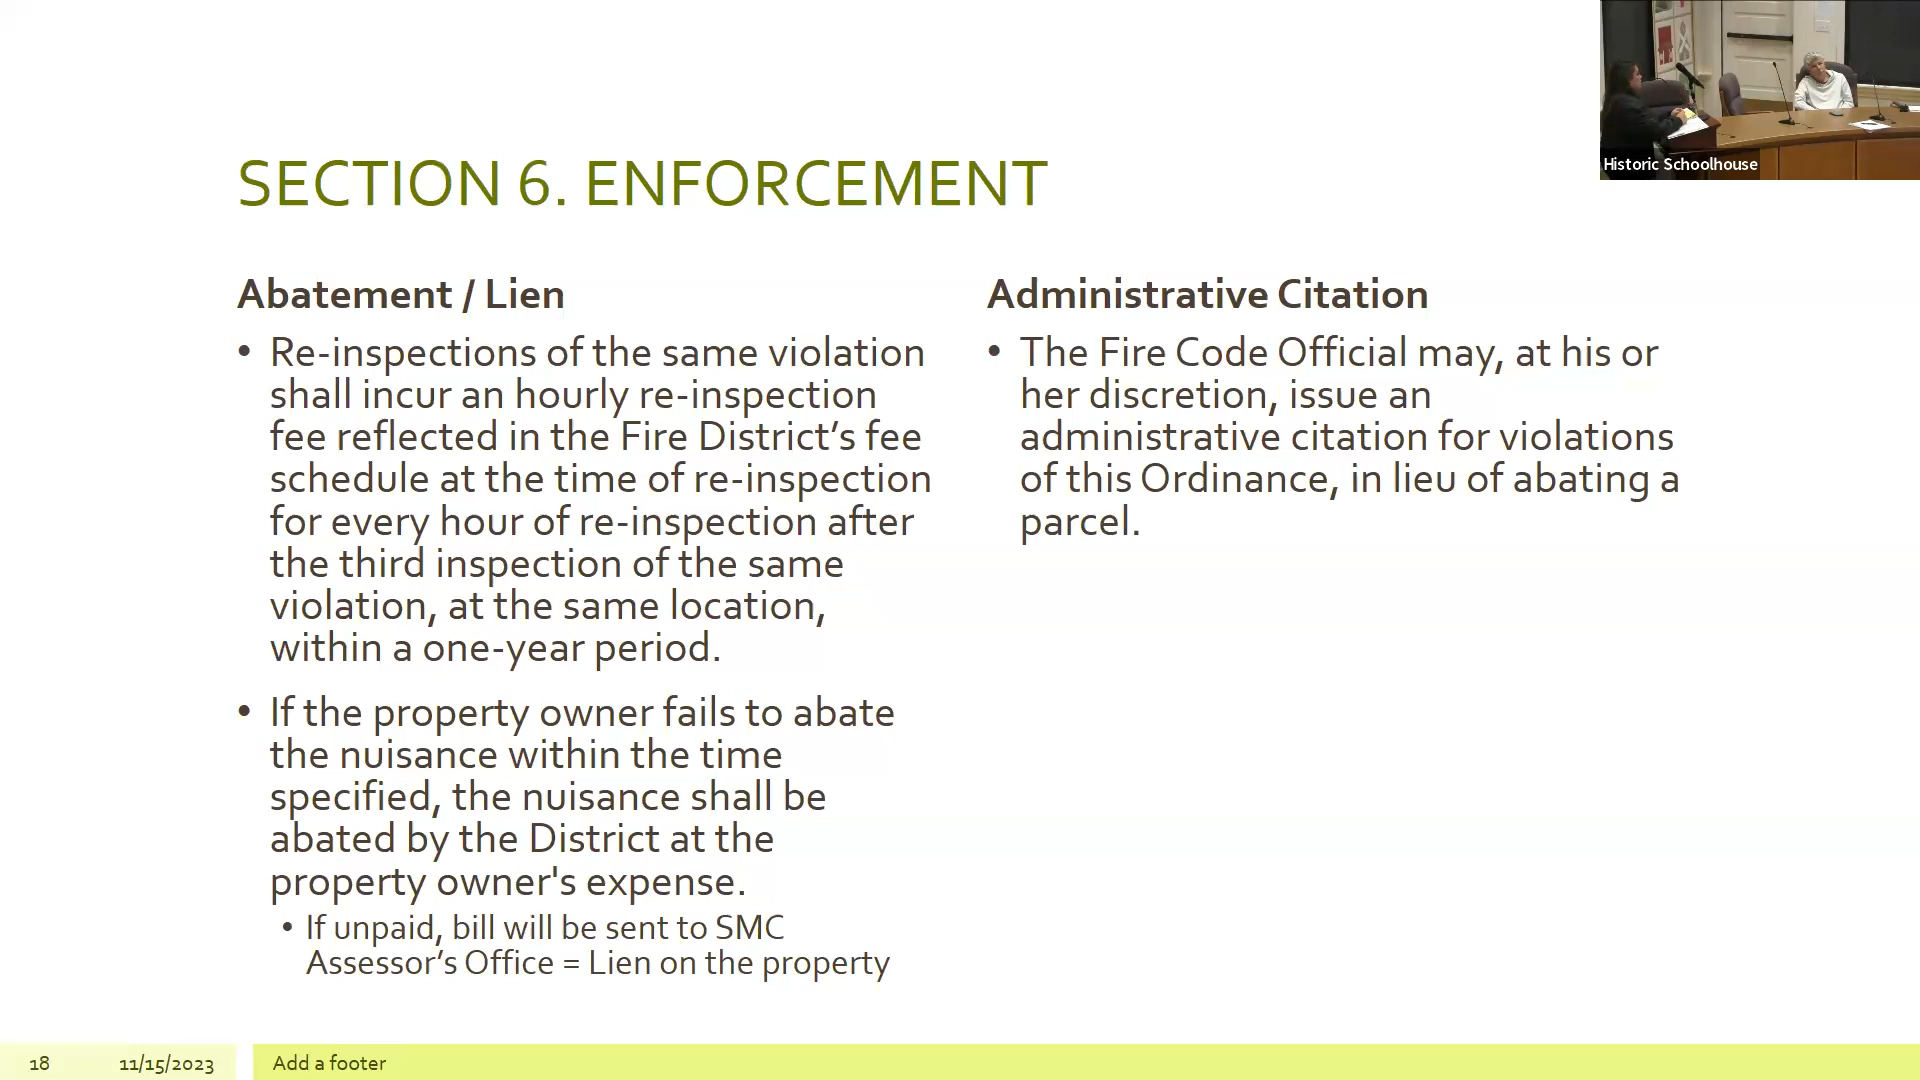 Historic Schoolhouse
SECTION 6. ENFORCEMENT
Abatement / Lien
• Re-inspections of the same violation
shall incur an hourly re-inspection
fee reflected in the Fire District’s fee
schedule at the time of re-inspection
for every hour of re-inspection after
the third inspection of the same
violation, at the same location,
within a one-year period.
• If the property owner fails to abate
the nuisance within the time
specified, the nuisance shall be
abated by the District at the
property owner's expense.
• If unpaid, bill will be sent to SMC
Assessor’s Office = Lien on the property
Administrative Citation
• The Fire Code Official may, at his or
her discretion, issue an
administrative citation for violations
of this Ordinance, in lieu of abating a
parcel.
18 11/15/2023 Add a footer